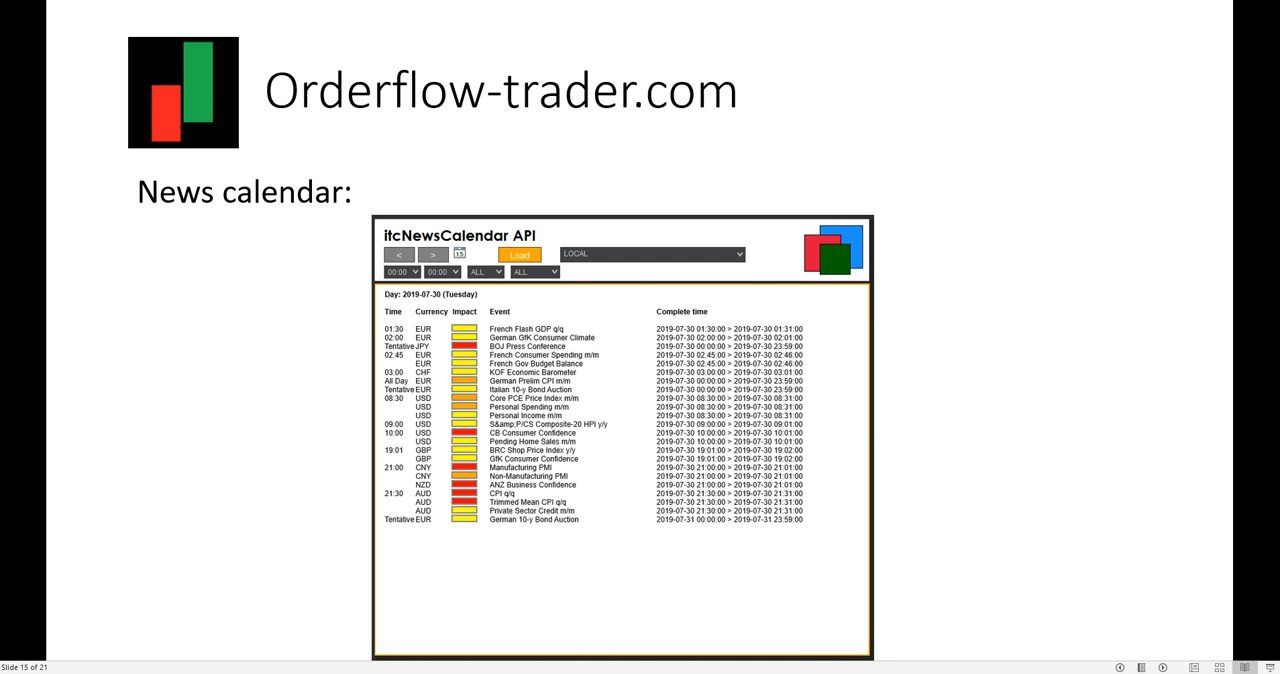 Orderflow-trader.com
News calendar:
itcNewsCalendar API
< > 15 Load LOCAL
00:00 00:00 ALL ALL
Day: 2019-07-30 (Tuesday)
Time Currency Impact Event Complete time
01:30 EUR French Flash GDP q/q 2019-07-30 01:30:00 > 2019-07-30 01:31:00
02:00 EUR German GfK Consumer Climate 2019-07-30 02:00:00 > 2019-07-30 02:01:00
Tentative JPY BOJ Press Conference 2019-07-30 00:00:00 > 2019-07-30 23:59:00
02:45 EUR French Consumer Spending m/m 2019-07-30 02:45:00 > 2019-07-30 02:46:00
EUR French Gov Budget Balance 2019-07-30 02:45:00 > 2019-07-30 02:46:00
03:00 CHF KOF Economic Barometer 2019-07-30 03:00:00 > 2019-07-30 03:01:00
All Day EUR German Prelim CPI m/m 2019-07-30 00:00:00 > 2019-07-30 23:59:00
Tentative EUR Italian 10-y Bond Auction 2019-07-30 00:00:00 > 2019-07-30 23:59:00
08:30 USD Core PCE Price Index m/m 2019-07-30 08:30:00 > 2019-07-30 08:31:00
USD Personal Spending m/m 2019-07-30 08:30:00 > 2019-07-30 08:31:00
USD Personal Income m/m 2019-07-30 08:30:00 > 2019-07-30 08:31:00
09:00 USD S&amp;P/CS Composite-20 HPI y/y 2019-07-30 09:00:00 > 2019-07-30 09:01:00
10:00 USD CB Consumer Confidence 2019-07-30 10:00:00 > 2019-07-30 10:01:00
USD Pending Home Sales m/m 2019-07-30 10:00:00 > 2019-07-30 10:01:00
19:01 GBP BRC Shop Price Index y/y 2019-07-30 19:01:00 > 2019-07-30 19:02:00
GBP GfK Consumer Confidence 2019-07-30 19:01:00 > 2019-07-30 19:02:00
21:00 CNY Manufacturing PMI 2019-07-30 21:00:00 > 2019-07-30 21:01:00
CNY Non-Manufacturing PMI 2019-07-30 21:00:00 > 2019-07-30 21:01:00
NZD ANZ Business Confidence 2019-07-30 21:00:00 > 2019-07-30 21:01:00
21:30 AUD CPI q/q 2019-07-30 21:30:00 > 2019-07-30 21:31:00
AUD Trimmed Mean CPI q/q 2019-07-30 21:30:00 > 2019-07-30 21:31:00
AUD Private Sector Credit m/m 2019-07-30 21:30:00 > 2019-07-30 21:31:00
Tentative EUR German 10-y Bond Auction 2019-07-31 00:00:00 > 2019-07-31 23:59:00
Slide 15 of 21